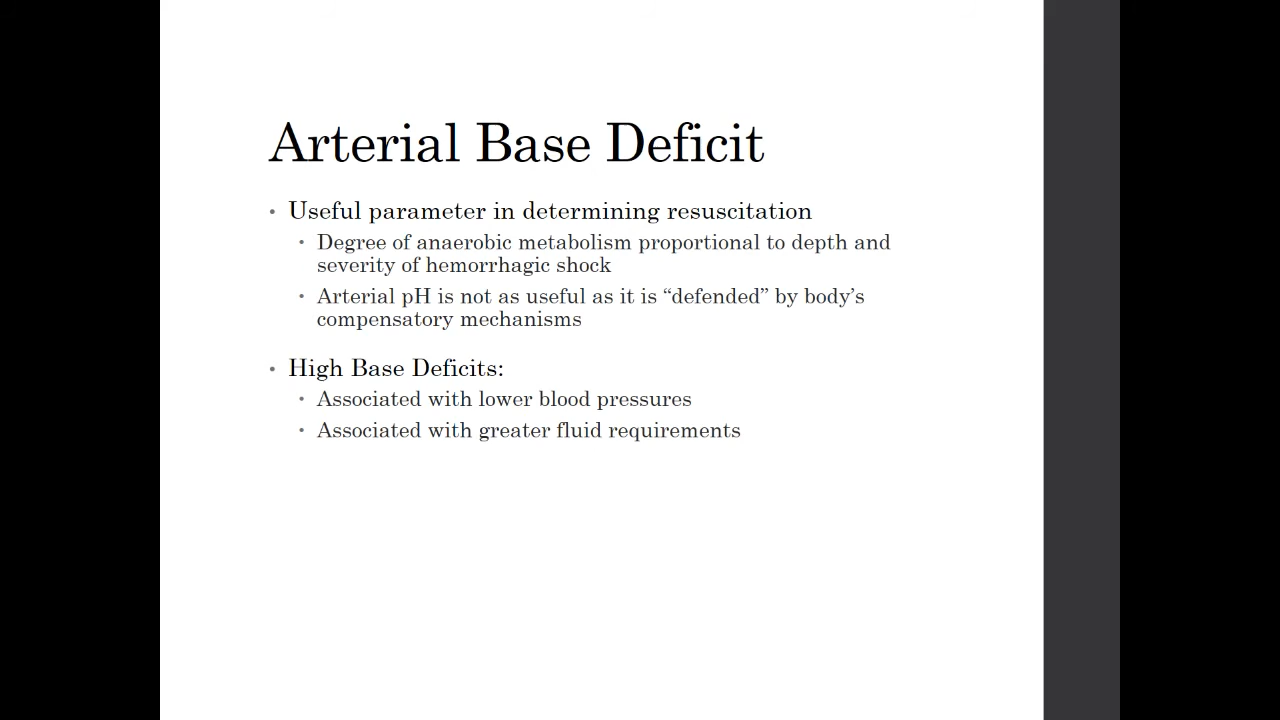 Arterial Base Deficit
• Useful parameter in determining resuscitation
• Degree of anaerobic metabolism proportional to depth and
severity of hemorrhagic shock
• Arterial pH is not as useful as it is “defended” by body’s
compensatory mechanisms
• High Base Deficits:
• Associated with lower blood pressures
• Associated with greater fluid requirements